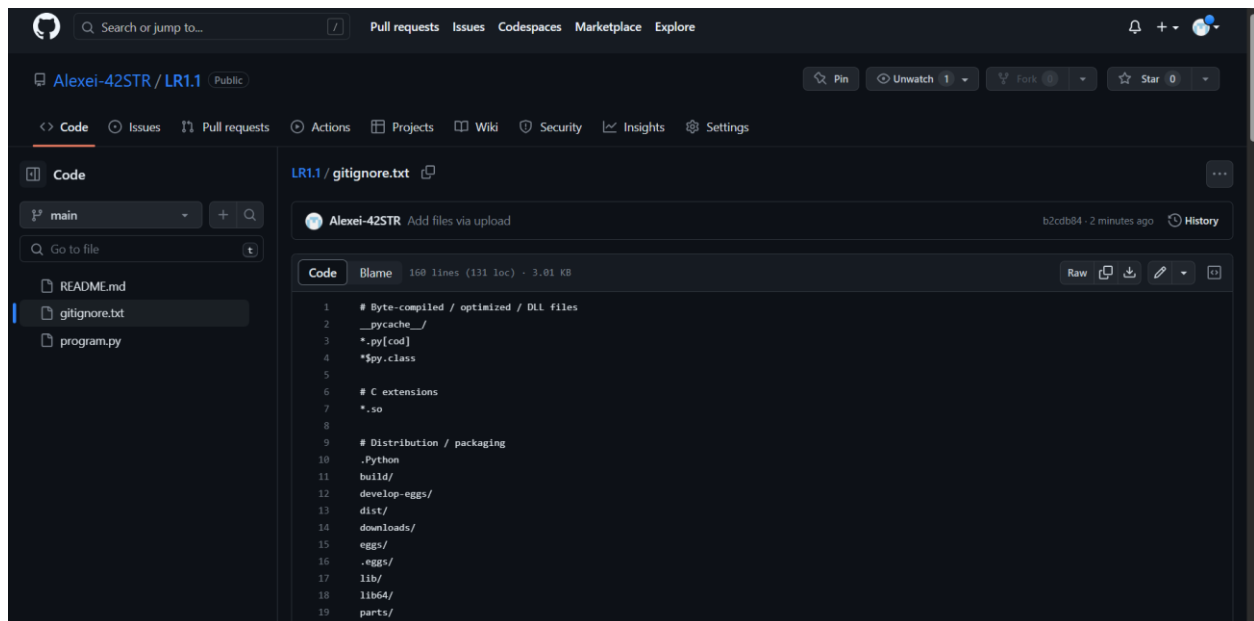 Search or jump to... / Pull requests Issues Codespaces Marketplace Explore
Alexei-42STR / LR1.1 Public Pin Unwatch 1 Fork 0 Star 0
Code Issues Pull requests Actions Projects Wiki Security Insights Settings
Code
main
Go to file t
README.md
gitignore.txt
program.py
LR1.1 / gitignore.txt
Alexei-42STR Add files via upload b2cdb84 · 2 minutes ago History
Code Blame 160 lines (131 loc) · 3.01 KB Raw
1 # Byte-compiled / optimized / DLL files
2 __pycache__/
3 *.py[cod]
4 *$py.class
5
6 # C extensions
7 *.so
8
9 # Distribution / packaging
10 .Python
11 build/
12 develop-eggs/
13 dist/
14 downloads/
15 eggs/
16 .eggs/
17 lib/
18 lib64/
19 parts/